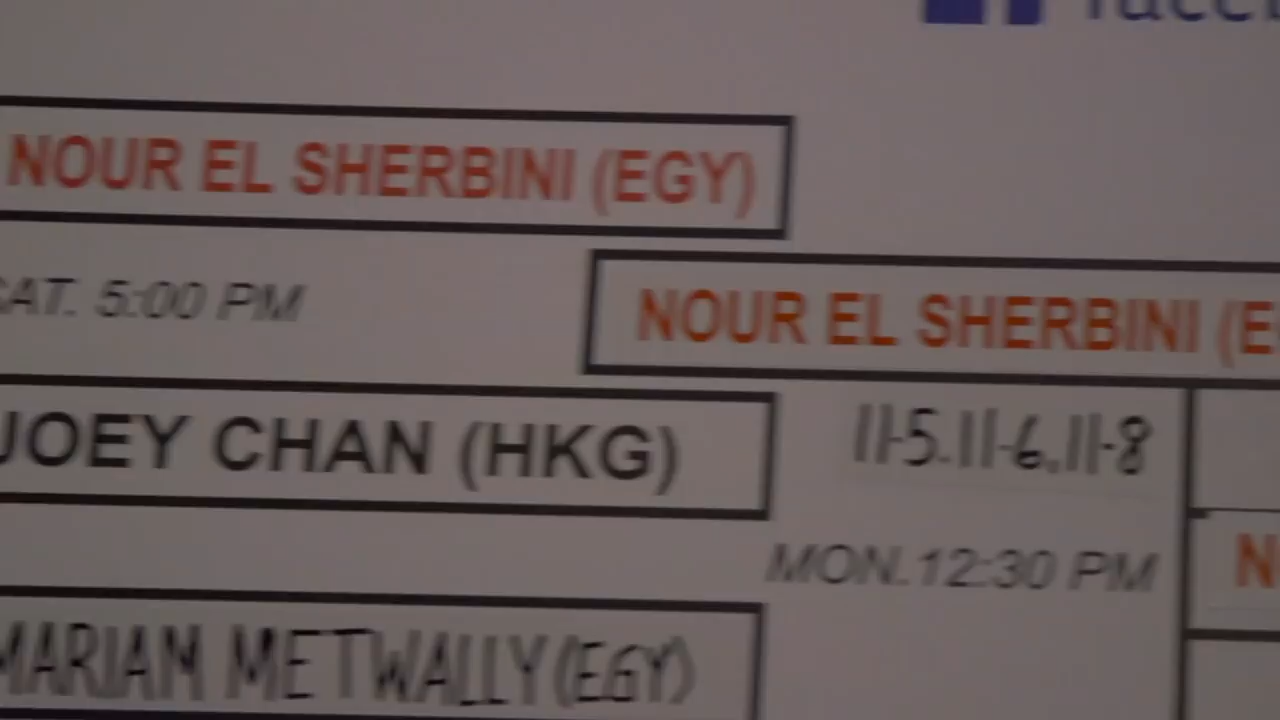 NOUR EL SHERBINI (EGY)
SAT. 5:00 PM
NOUR EL SHERBINI (E
JOEY CHAN (HKG)
11-5.11-6.11-8
MON.12:30 PM
N
MARIAM METWALLY(EGY)